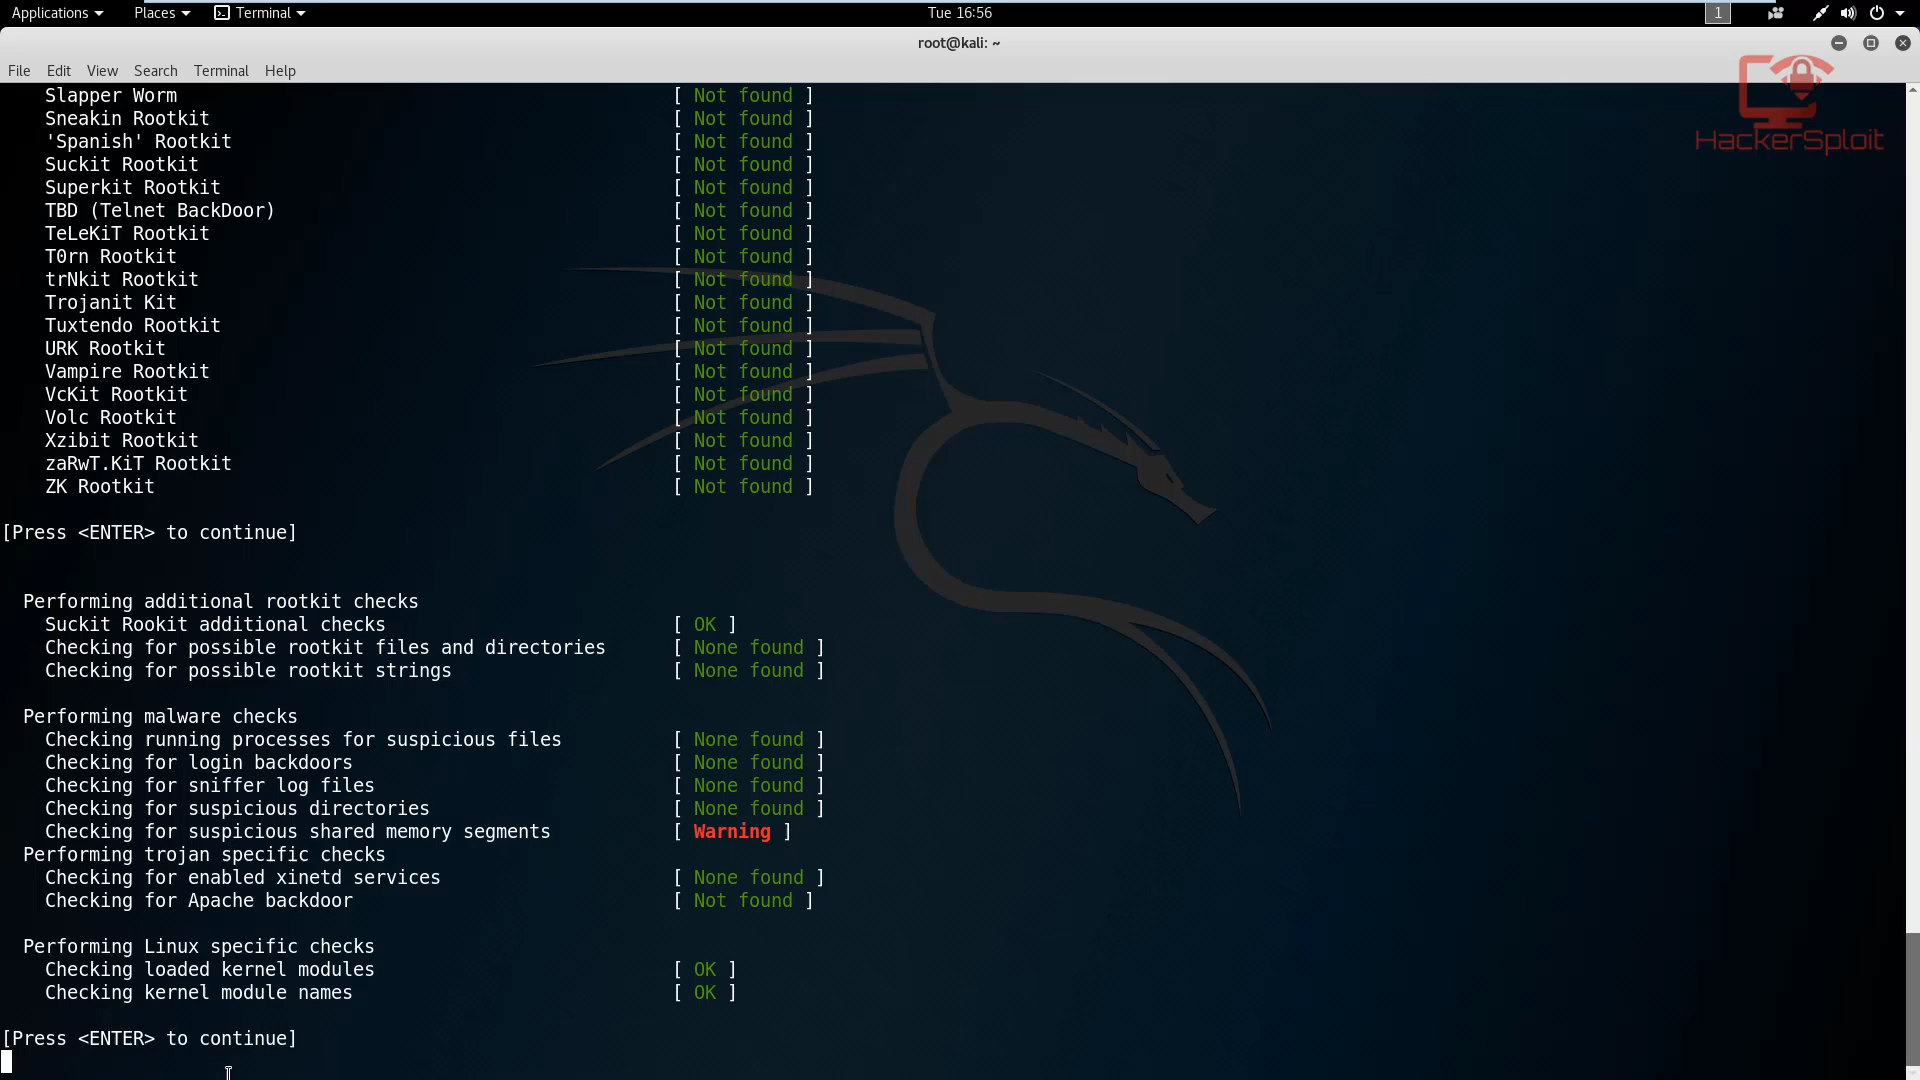 Applications Places Terminal Tue 16:56 1
root@kali: ~
File Edit View Search Terminal Help
HackerSploit
Slapper Worm [ Not found ]
Sneakin Rootkit [ Not found ]
'Spanish' Rootkit [ Not found ]
Suckit Rootkit [ Not found ]
Superkit Rootkit [ Not found ]
TBD (Telnet BackDoor) [ Not found ]
TeLeKiT Rootkit [ Not found ]
T0rn Rootkit [ Not found ]
trNkit Rootkit [ Not found ]
Trojanit Kit [ Not found ]
Tuxtendo Rootkit [ Not found ]
URK Rootkit [ Not found ]
Vampire Rootkit [ Not found ]
VcKit Rootkit [ Not found ]
Volc Rootkit [ Not found ]
Xzibit Rootkit [ Not found ]
zaRwT.KiT Rootkit [ Not found ]
ZK Rootkit [ Not found ]
[Press <ENTER> to continue]
Performing additional rootkit checks
Suckit Rookit additional checks [ OK ]
Checking for possible rootkit files and directories [ None found ]
Checking for possible rootkit strings [ None found ]
Performing malware checks
Checking running processes for suspicious files [ None found ]
Checking for login backdoors [ None found ]
Checking for sniffer log files [ None found ]
Checking for suspicious directories [ None found ]
Checking for suspicious shared memory segments [ Warning ]
Performing trojan specific checks
Checking for enabled xinetd services [ None found ]
Checking for Apache backdoor [ Not found ]
Performing Linux specific checks
Checking loaded kernel modules [ OK ]
Checking kernel module names [ OK ]
[Press <ENTER> to continue]